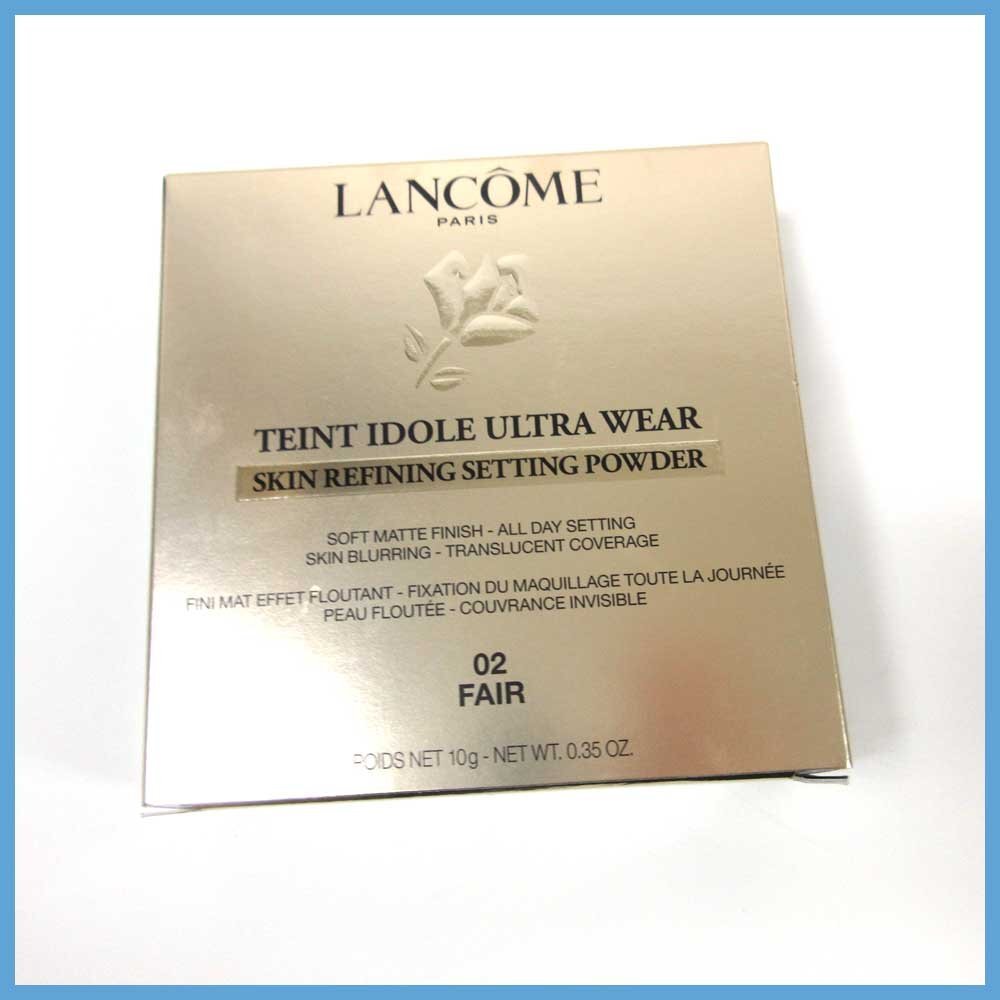 LANCÔME
PARIS
TEINT IDOLE ULTRA WEAR
SKIN REFINING SETTING POWDER
SOFT MATTE FINISH - ALL DAY SETTING
SKIN BLURRING - TRANSLUCENT COVERAGE
FINI MAT EFFET FLOUTANT - FIXATION DU MAQUILLAGE TOUTE LA JOURNÉE
PEAU FLOUTÉE - COUVRANCE INVISIBLE
02
FAIR
POIDS NET 10g - NET WT. 0.35 OZ.